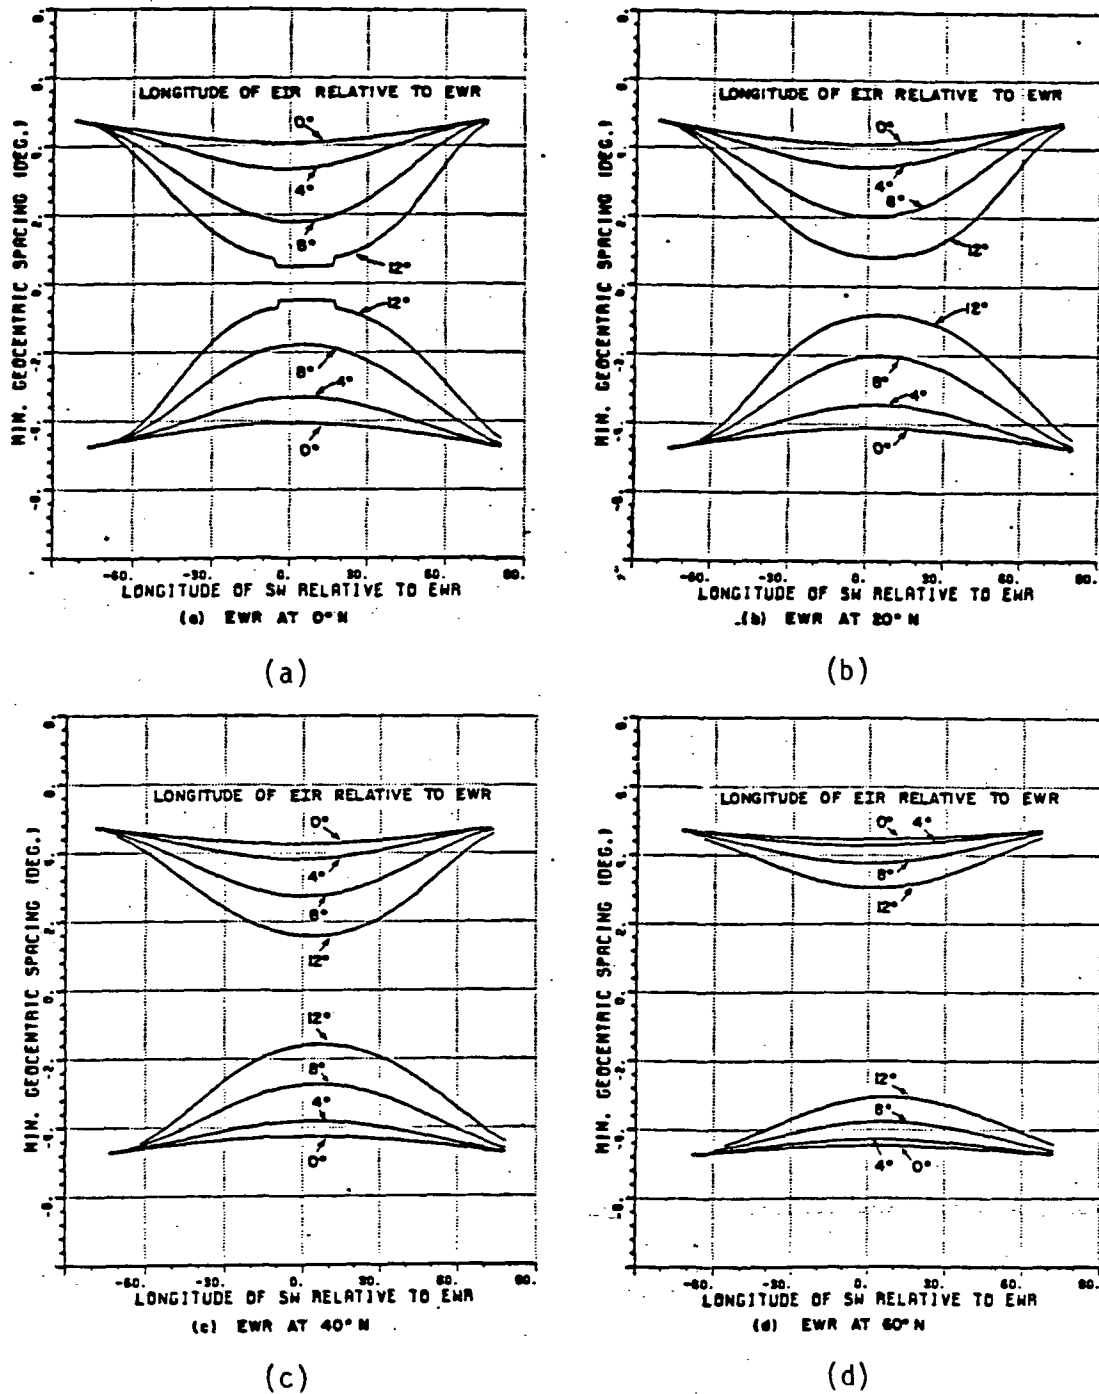 LONGITUDE OF EIR RELATIVE TO EWR
0°
4°
8°
12°
12°
8°
4°
0°
MIN. GEOCENTRIC SPACING (DEG.)
-60. -30. 0. 30. 60. 90.
LONGITUDE OF SW RELATIVE TO EWR
(a) EWR AT 0° N
(a)
LONGITUDE OF EIR RELATIVE TO EWR
0°
4°
8°
12°
12°
8°
4°
0°
MIN. GEOCENTRIC SPACING (DEG.)
-60. -30. 0. 30. 60. 90.
LONGITUDE OF SW RELATIVE TO EWR
(b) EWR AT 20° N
(b)
LONGITUDE OF EIR RELATIVE TO EWR
0°
4°
8°
12°
12°
8°
4°
0°
MIN. GEOCENTRIC SPACING (DEG.)
-60. -30. 0. 30. 60. 90.
LONGITUDE OF SW RELATIVE TO EWR
(c) EWR AT 40° N
(c)
LONGITUDE OF EIR RELATIVE TO EWR
0° 4°
8°
12°
12°
8°
4° 0°
MIN. GEOCENTRIC SPACING (DEG.)
-60. -30. 0. 30. 60. 90.
LONGITUDE OF SW RELATIVE TO EWR
(d) EWR AT 60° N
(d)